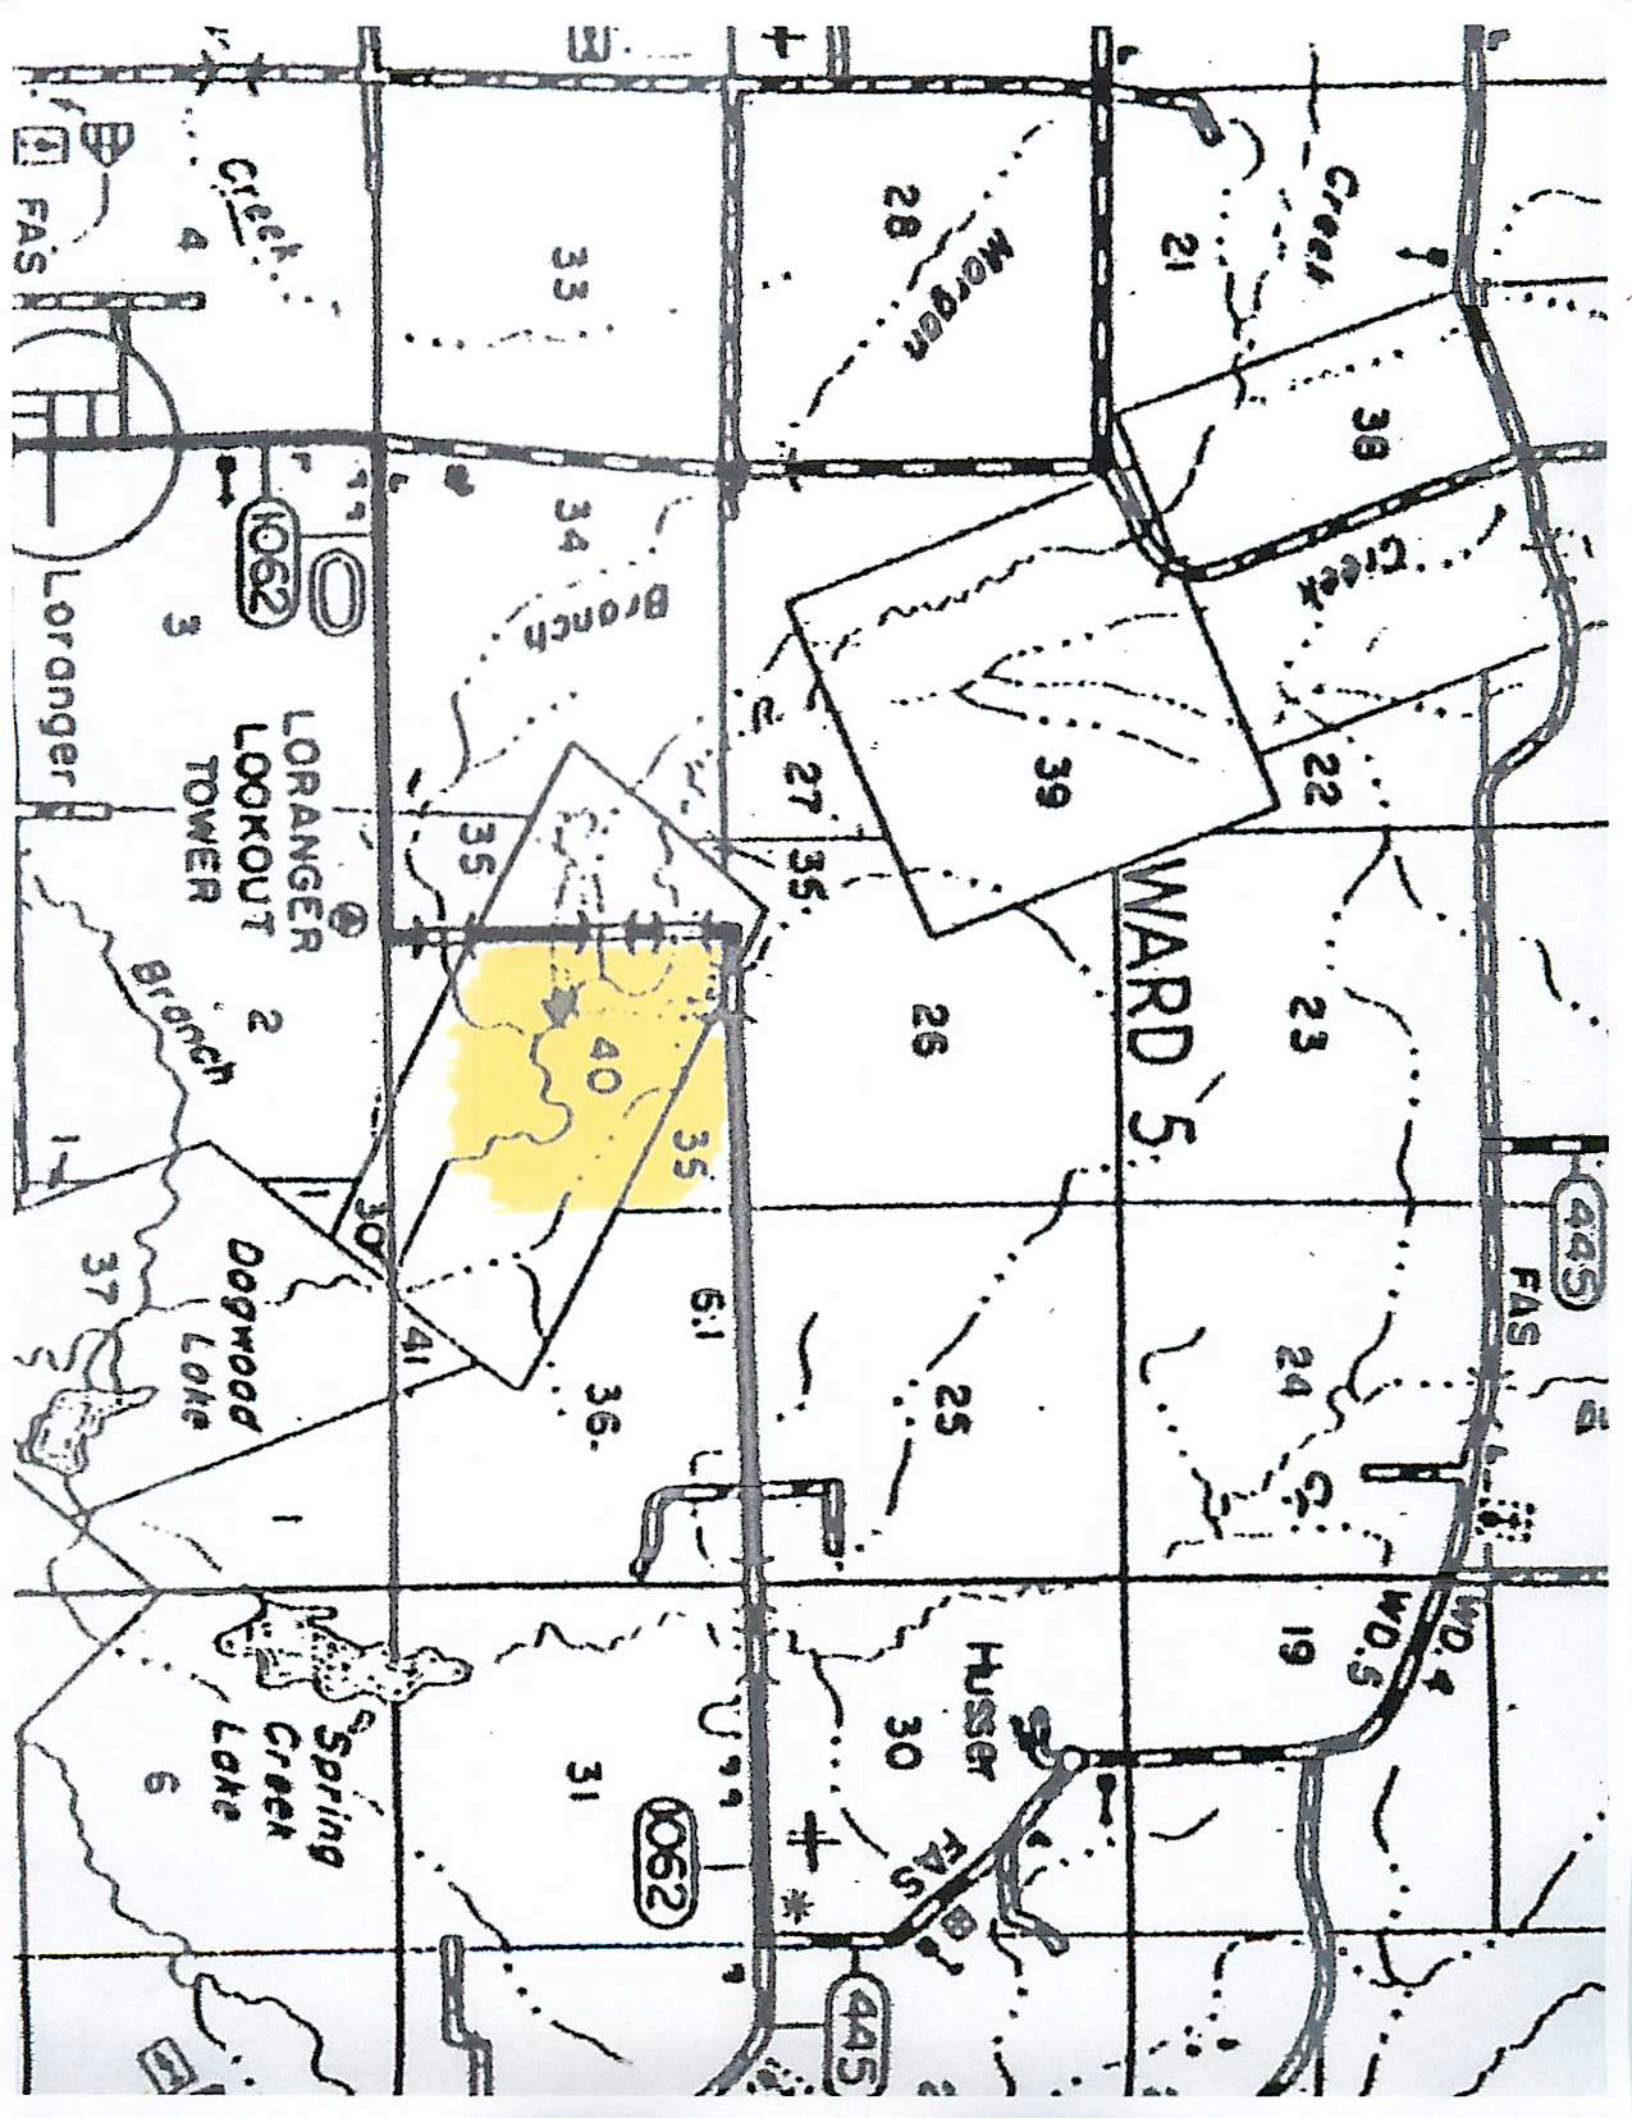 445
FAS
WD. 4
WD. 5
38
Creek
Creek
22
23
24
Cr.
19
21
WARD 5
39
Husser
28
Morgan
26
25
30
FAS
445
27
35
6.1
35
1062
33
34
Branch
40
36.
31
35
41
30
Creek
LORANGER
LOOKOUT
TOWER
1062
2
1
1
Spring
Creek
Lake
4
3
Branch
Dogwood
Lake
6
37
FAS
Loranger